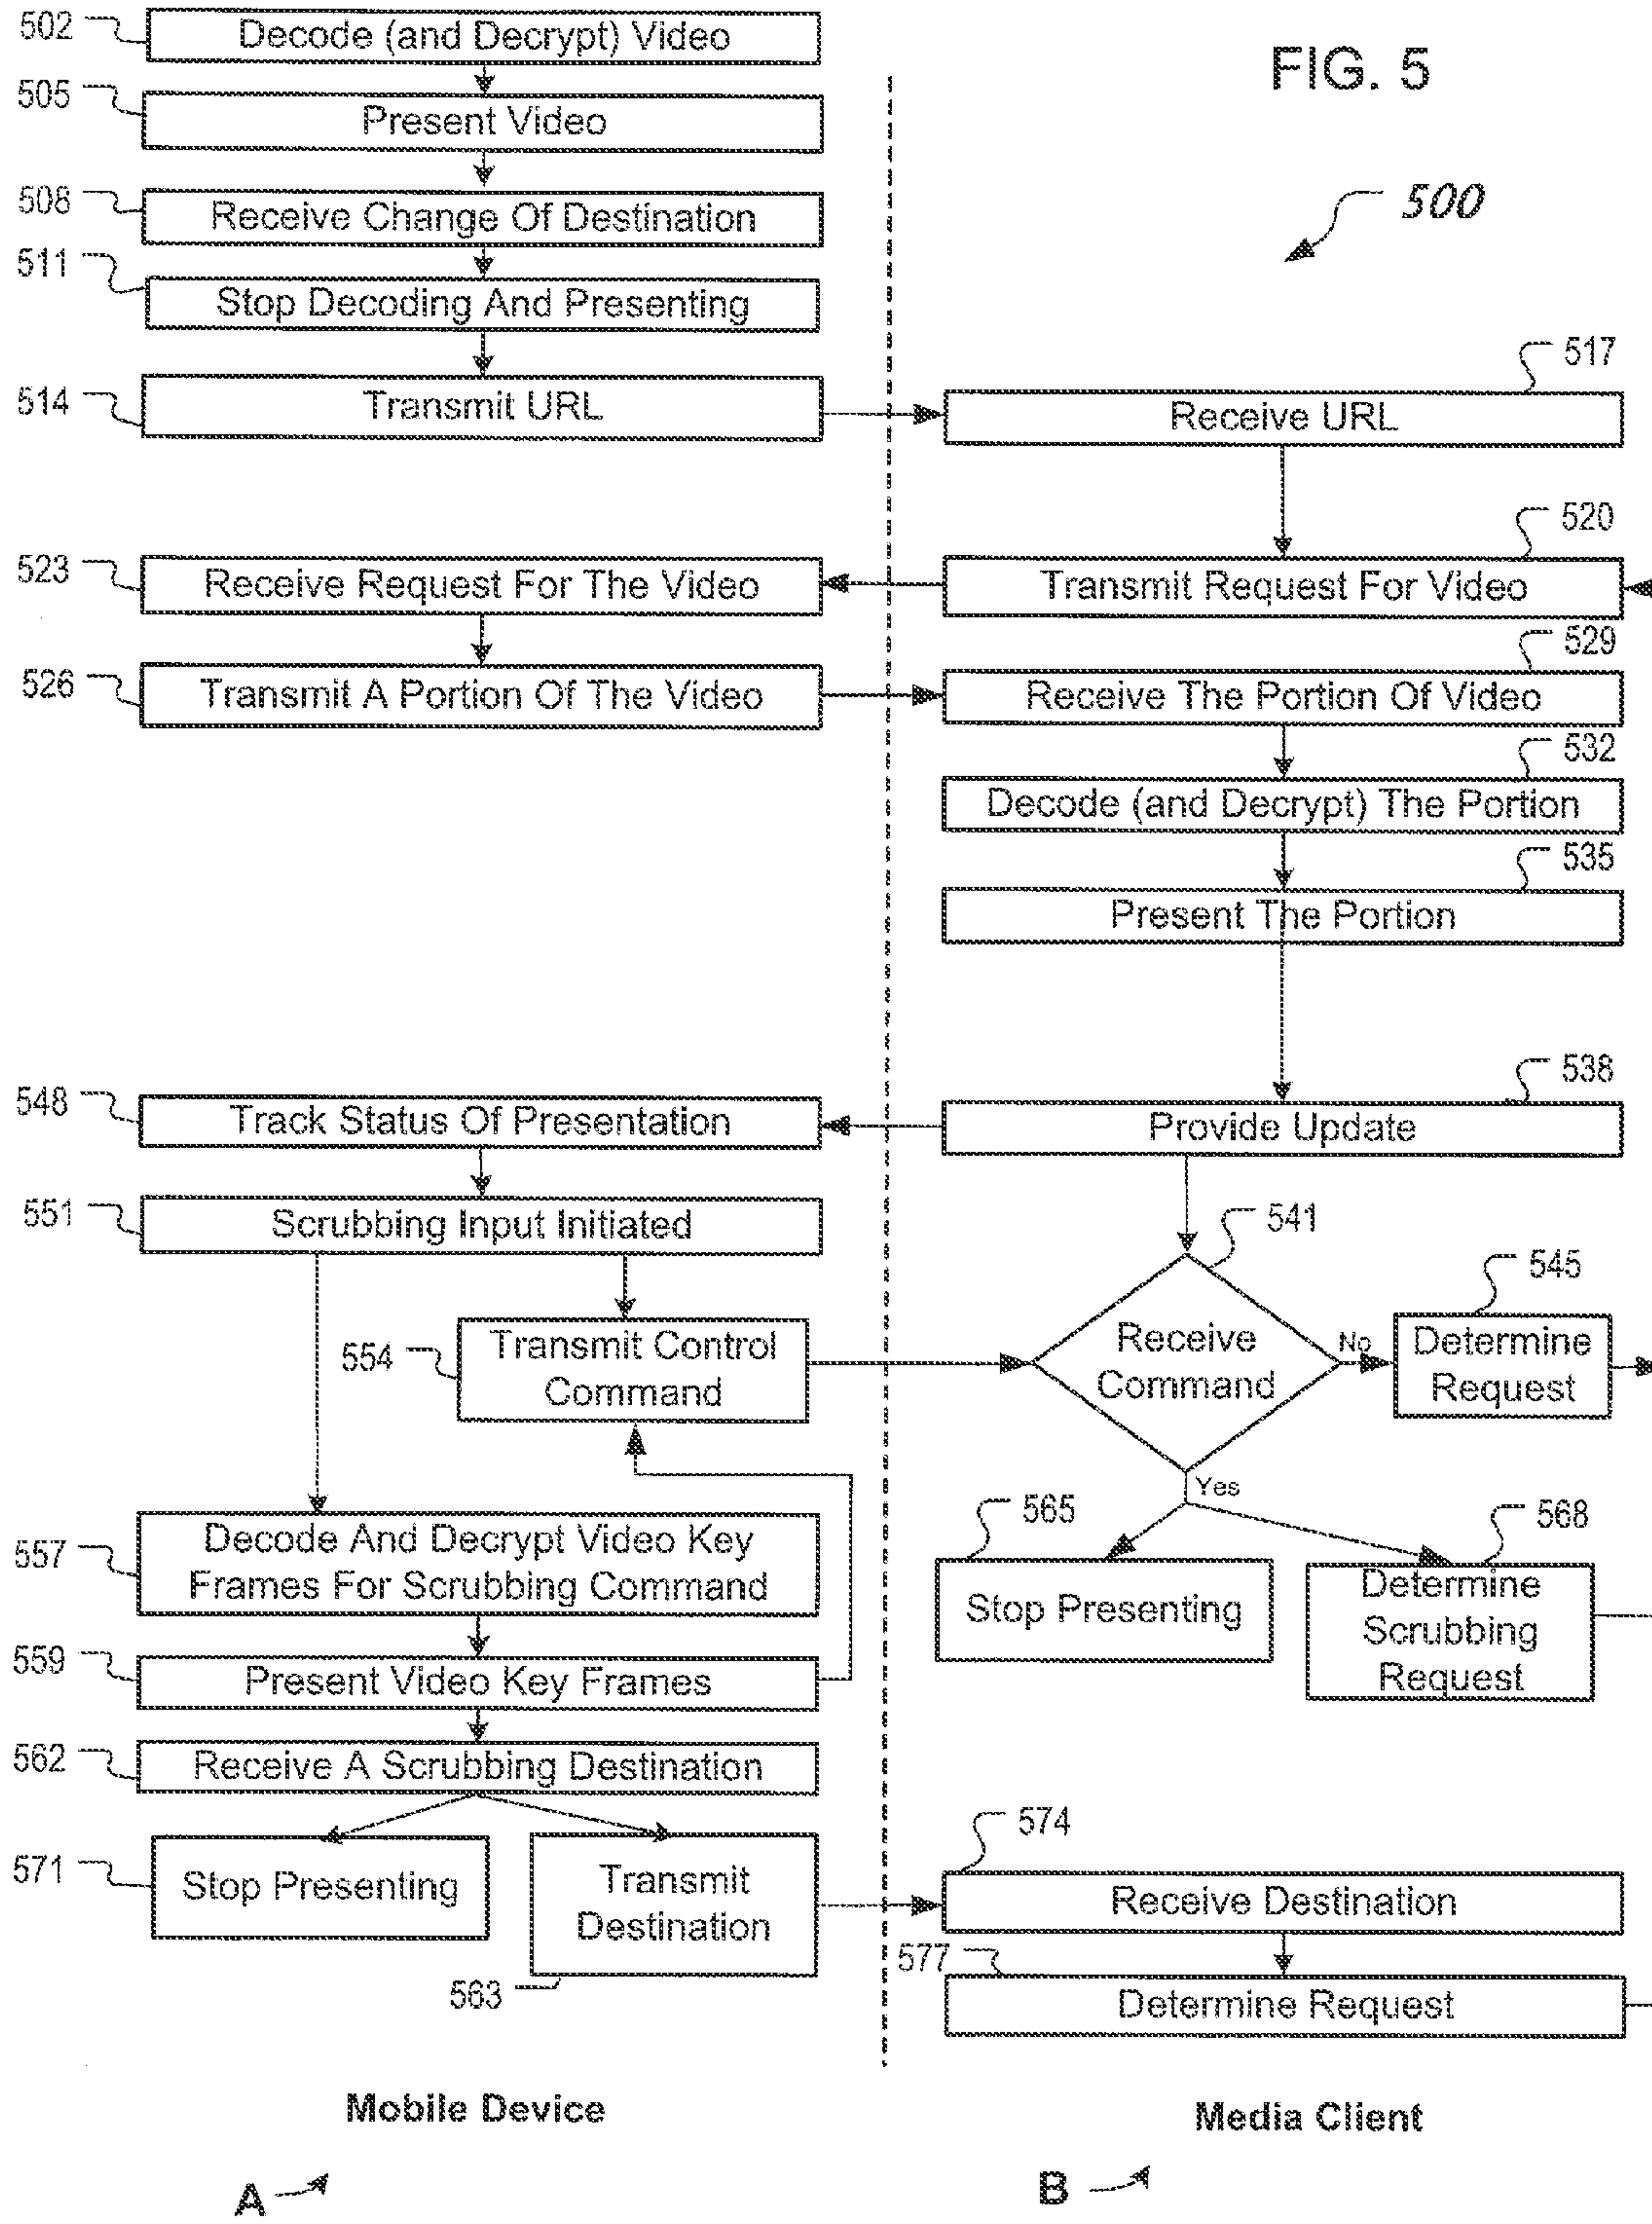 FIG. 5
500
502
Decode (and Decrypt) Video
505
Present Video
508
Receive Change Of Destination
511
Stop Decoding And Presenting
514
Transmit URL
517
Receive URL
520
Transmit Request For Video
523
Receive Request For The Video
526
Transmit A Portion Of The Video
529
Receive The Portion Of Video
532
Decode (and Decrypt) The Portion
535
Present The Portion
538
Provide Update
548
Track Status Of Presentation
551
Scrubbing Input Initiated
554
Transmit Control
Command
541
Receive
Command
No
545
Determine
Request
Yes
557
Decode And Decrypt Video Key
Frames For Scrubbing Command
559
Present Video Key Frames
562
Receive A Scrubbing Destination
565
Stop Presenting
568
Determine
Scrubbing
Request
571
Stop Presenting
Transmit
Destination
563
574
Receive Destination
577
Determine Request
Mobile Device
Media Client
A
B